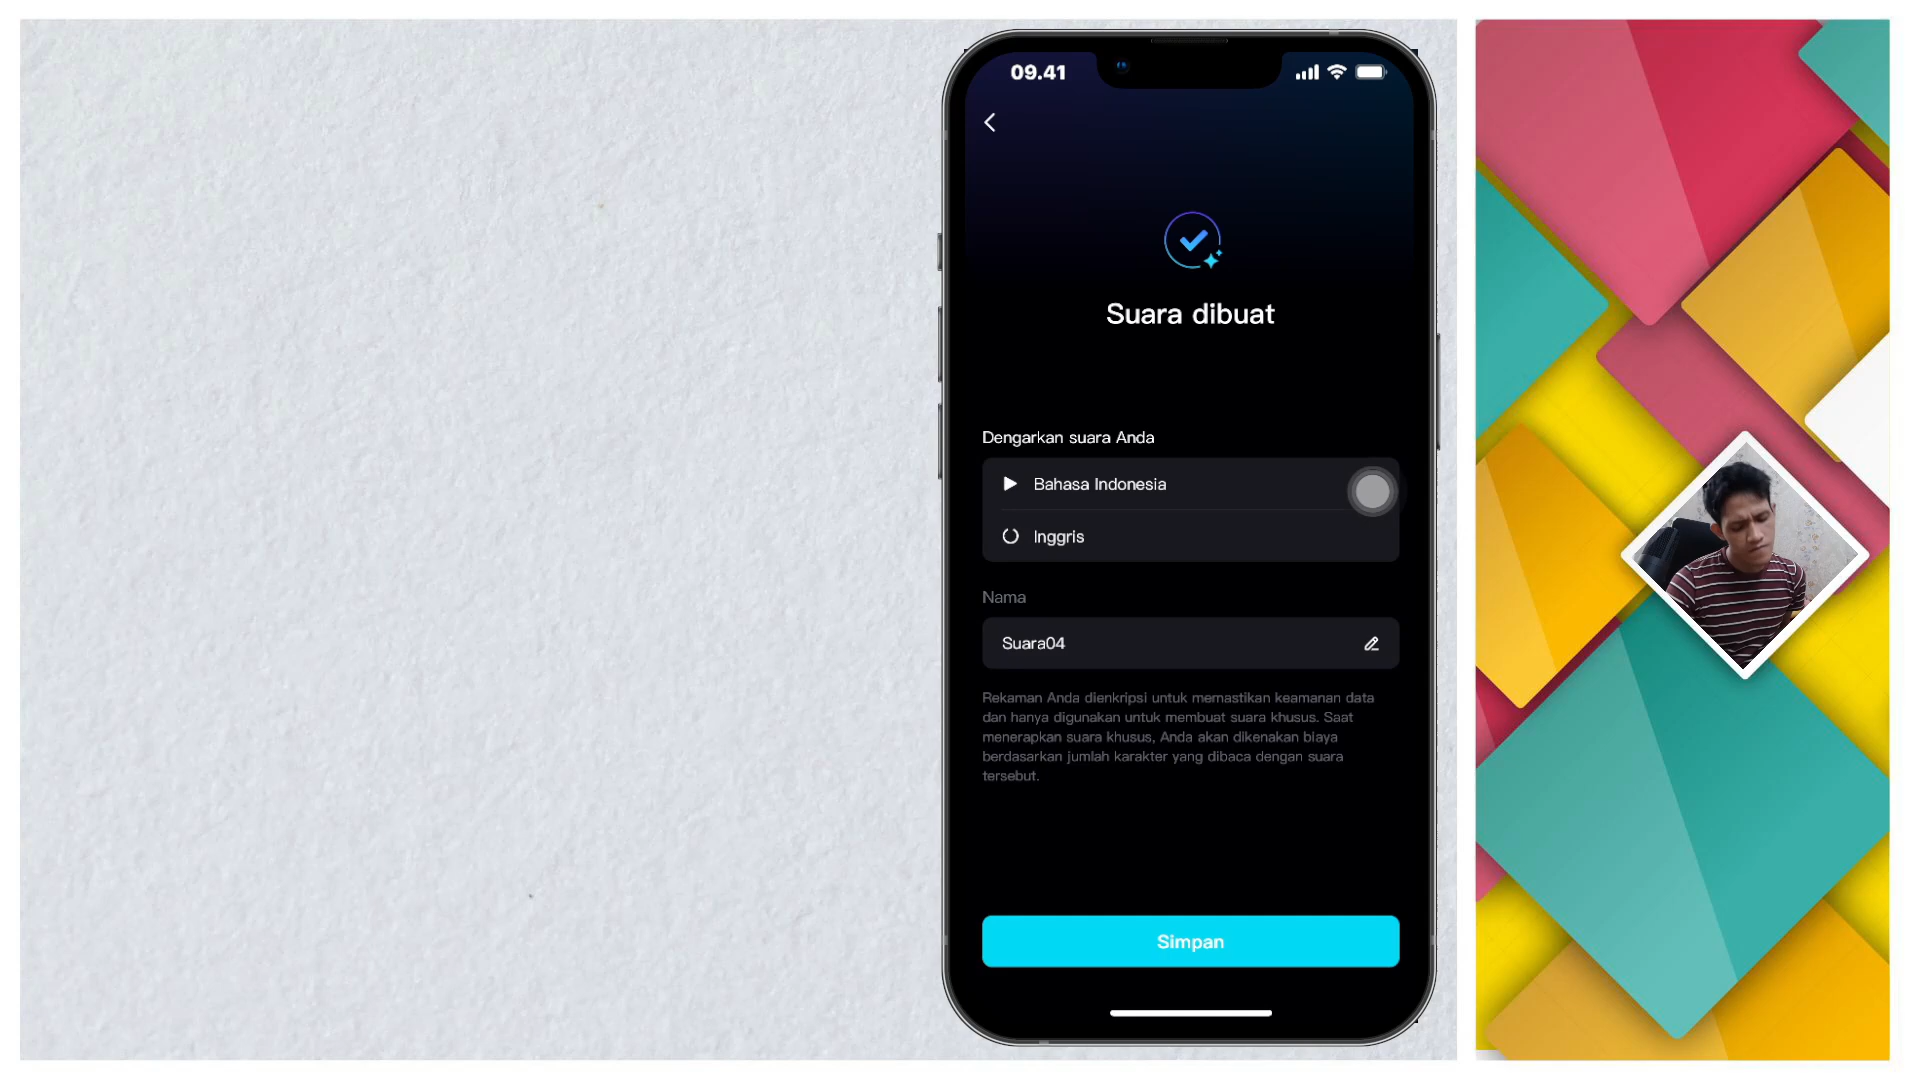 09.41
Suara dibuat
Dengarkan suara Anda
Bahasa Indonesia
Inggris
Nama
Suara04
Rekaman Anda dienkripsi untuk memastikan keamanan data
dan hanya digunakan untuk membuat suara khusus. Saat
menerapkan suara khusus, Anda akan dikenakan biaya
berdasarkan jumlah karakter yang dibaca dengan suara
tersebut.
Simpan